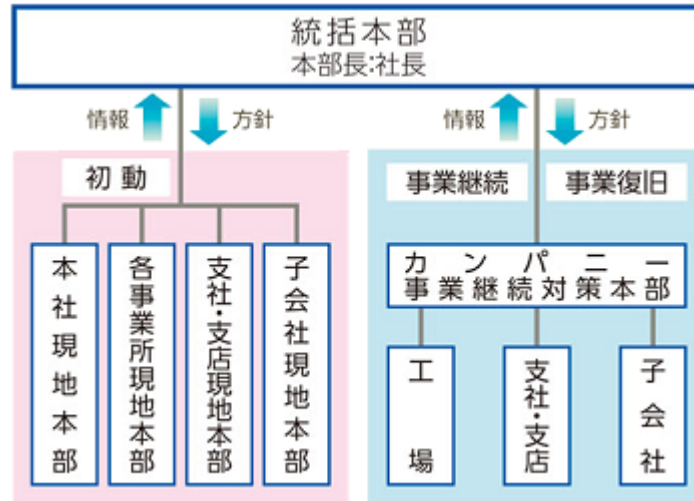 統括本部
本部長:社長
情報
方針
情報
方針
初動
事業継続
事業復旧
本社現地本部
各事業所現地本部
支社・支店現地本部
子会社現地本部
カンパニー
事業継続対策本部
工場
支社・支店
子会社